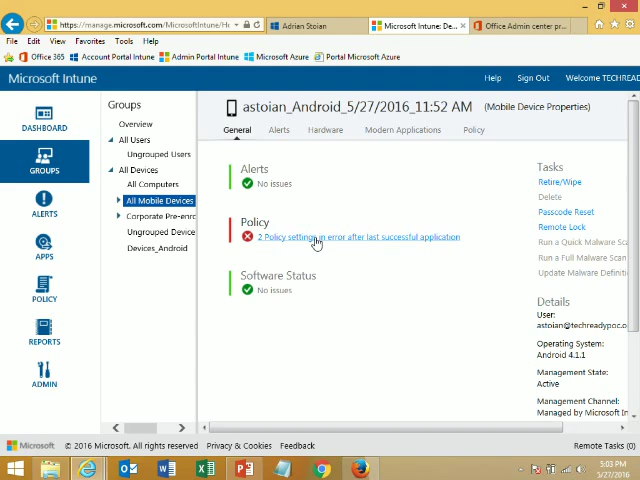 https://manage.microsoft.com/MicrosoftIntune/H
Adrian Stoian
Microsoft Intune: De...
Office Admin center pr...
File Edit View Favorites Tools Help
Office 365 Account Portal Intune Admin Portal Intune Microsoft Azure Portal Microsoft Azure
Microsoft Intune
Help Sign Out Welcome TECHREAD
DASHBOARD
GROUPS
ALERTS
APPS
POLICY
REPORTS
ADMIN
Groups
Overview
All Users
Ungrouped Users
All Devices
All Computers
All Mobile Devices
Corporate Pre-enro
Ungrouped Device
Devices_Android
astoian_Android_5/27/2016_11:52 AM (Mobile Device Properties)
General Alerts Hardware Modern Applications Policy
Alerts
No issues
Policy
2 Policy settings in error after last successful application
Software Status
No issues
Tasks
Retire/Wipe
Delete
Passcode Reset
Remote Lock
Run a Quick Malware Sca
Run a Full Malware Scan
Update Malware Definiti
Details
User:
astoian@techreadypoc.o
Operating System:
Android 4.1.1
Management State:
Active
Management Channel:
Managed by Microsoft In
Microsoft © 2016 Microsoft. All rights reserved Privacy & Cookies Feedback Remote Tasks (0)
5:03 PM
5/27/2016